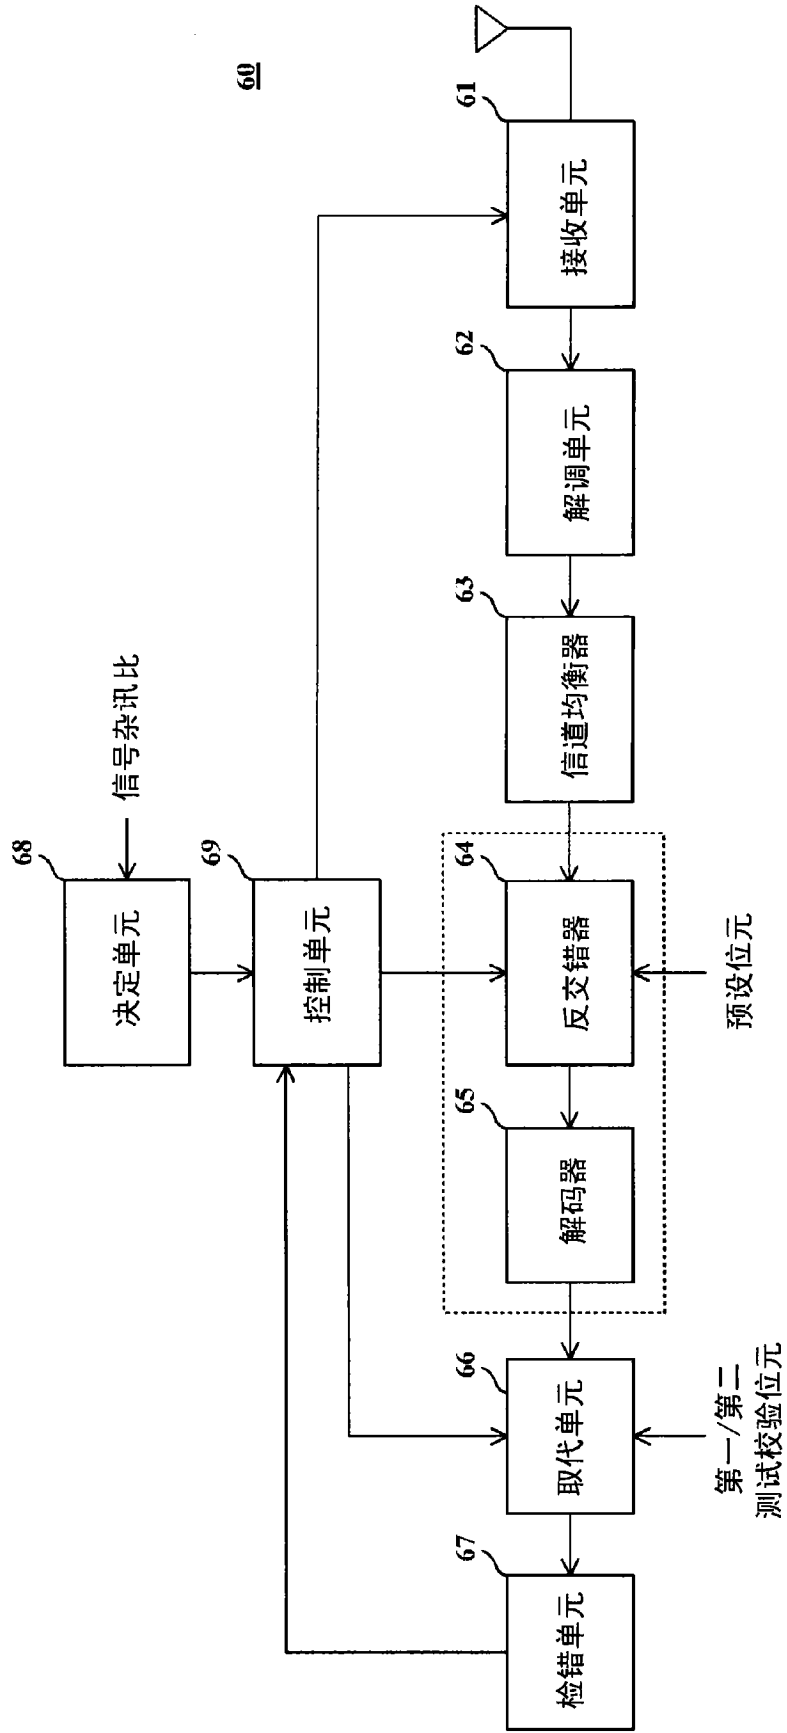 60
61
接收单元
62
解调单元
63
信道均衡器
信号杂讯比
68
决定单元
69
控制单元
64
反交错器
预设位元
65
解码器
66
取代单元
第一/第二
测试校验位元
67
检错单元